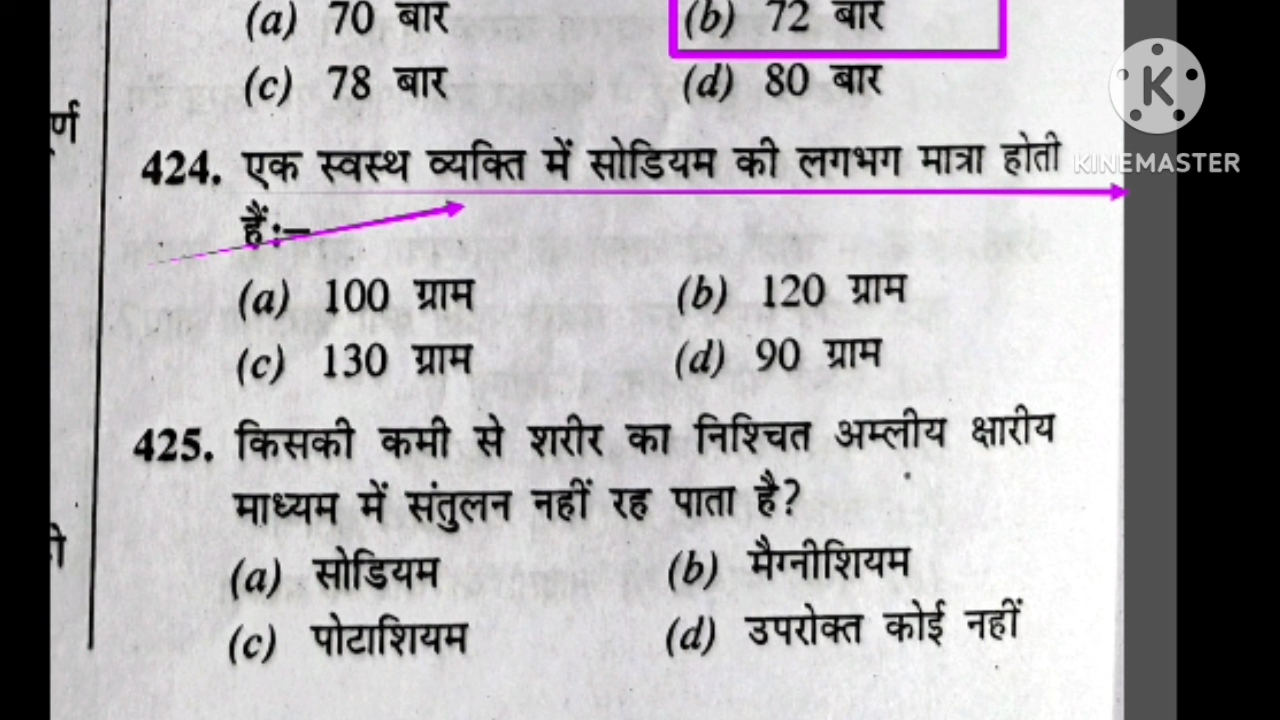 (a) 70 बार (b) 72 बार
(c) 78 बार (d) 80 बार
र्ण
424. एक स्वस्थ व्यक्ति में सोडियम की लगभग मात्रा होती
हैं:–
(a) 100 ग्राम (b) 120 ग्राम
(c) 130 ग्राम (d) 90 ग्राम
425. किसकी कमी से शरीर का निश्चित अम्लीय क्षारीय
माध्यम में संतुलन नहीं रह पाता है?
(a) सोडियम (b) मैग्नीशियम
(c) पोटाशियम (d) उपरोक्त कोई नहीं
K
KINEMASTER